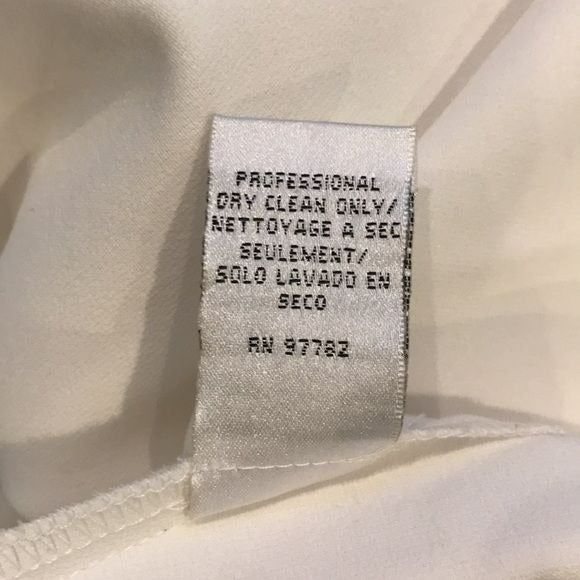 PROFESSIONAL
DRY CLEAN ONLY/
NETTOYAGE A SEC
SEULEMENT/
SOLO LAVADO EN
SECO
RN 97782